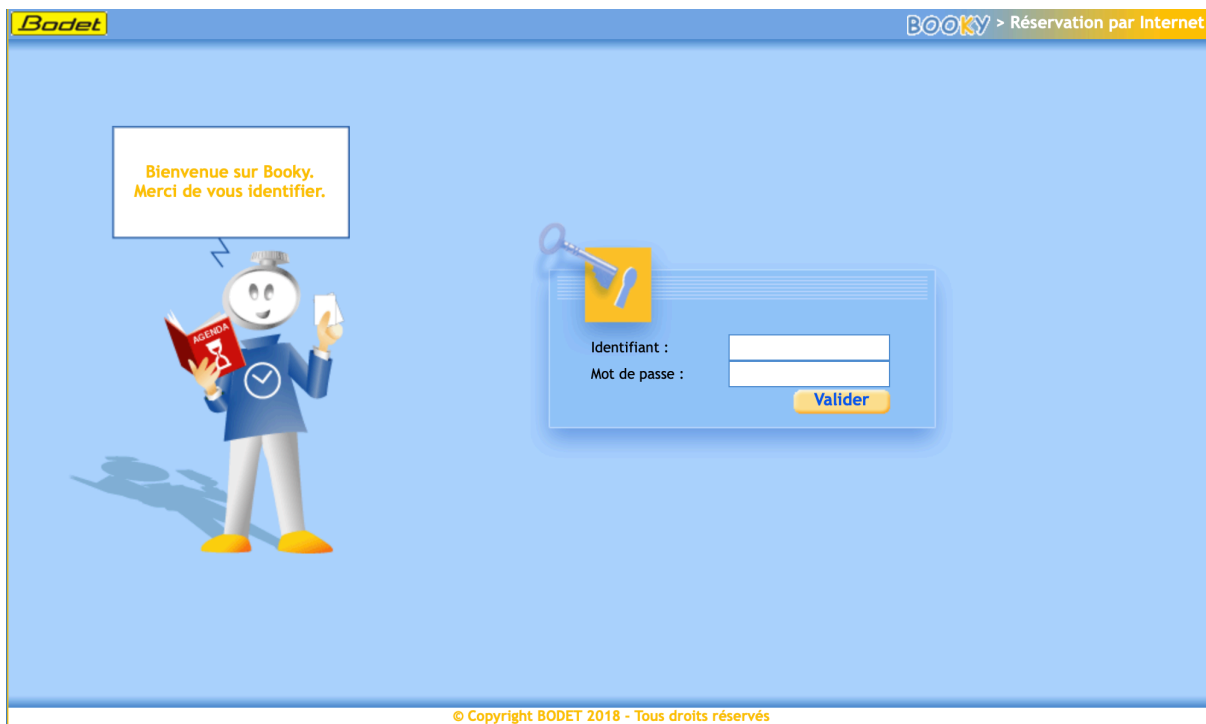 Bodet
BOOKY > Réservation par Internet
Bienvenue sur Booky.
Merci de vous identifier.
AGENDA
Identifiant :
Mot de passe :
Valider
© Copyright BODET 2018 - Tous droits réservés